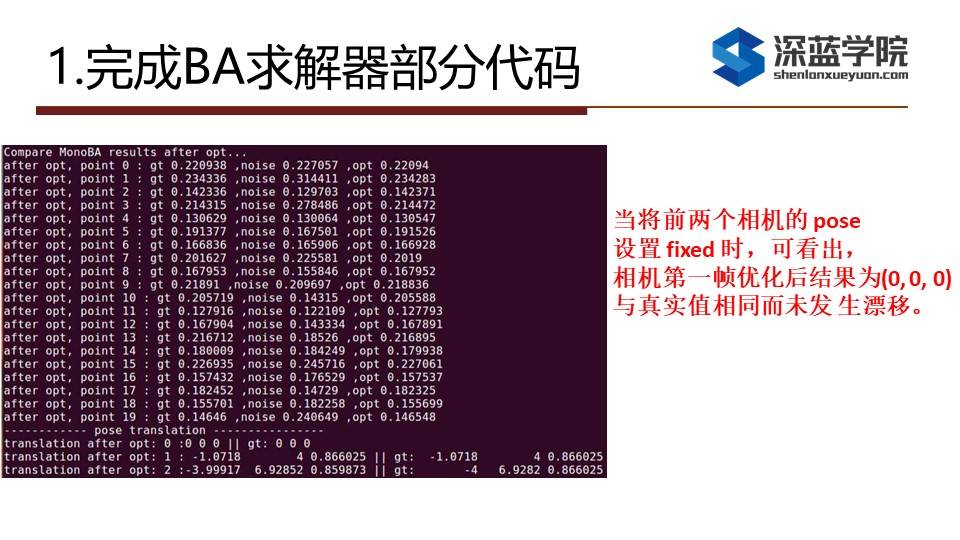 1.完成BA求解器部分代码
深蓝学院
shenlanxueyuan.com
Compare MonoBA results after opt...
after opt, point 0 : gt 0.220938 ,noise 0.227057 ,opt 0.22094
after opt, point 1 : gt 0.234336 ,noise 0.314411 ,opt 0.234283
after opt, point 2 : gt 0.142336 ,noise 0.129703 ,opt 0.142371
after opt, point 3 : gt 0.214315 ,noise 0.278486 ,opt 0.214472
after opt, point 4 : gt 0.130629 ,noise 0.130064 ,opt 0.130547
after opt, point 5 : gt 0.191377 ,noise 0.167501 ,opt 0.191526
after opt, point 6 : gt 0.166836 ,noise 0.165906 ,opt 0.166928
after opt, point 7 : gt 0.201627 ,noise 0.225581 ,opt 0.2019
after opt, point 8 : gt 0.167953 ,noise 0.155846 ,opt 0.167952
after opt, point 9 : gt 0.21891 ,noise 0.209697 ,opt 0.218836
after opt, point 10 : gt 0.205719 ,noise 0.14315 ,opt 0.205588
after opt, point 11 : gt 0.127916 ,noise 0.122109 ,opt 0.127793
after opt, point 12 : gt 0.167904 ,noise 0.143334 ,opt 0.167891
after opt, point 13 : gt 0.216712 ,noise 0.18526 ,opt 0.216895
after opt, point 14 : gt 0.180009 ,noise 0.184249 ,opt 0.179938
after opt, point 15 : gt 0.226935 ,noise 0.245716 ,opt 0.227061
after opt, point 16 : gt 0.157432 ,noise 0.176529 ,opt 0.157537
after opt, point 17 : gt 0.182452 ,noise 0.14729 ,opt 0.182325
after opt, point 18 : gt 0.155701 ,noise 0.182258 ,opt 0.155699
after opt, point 19 : gt 0.14646 ,noise 0.240649 ,opt 0.146548
------------ pose translation ----------------
translation after opt: 0 :0 0 0 || gt: 0 0 0
translation after opt: 1 : -1.0718 4 0.866025 || gt: -1.0718 4 0.866025
translation after opt: 2 :-3.99917 6.92852 0.859873 || gt: -4 6.9282 0.866025
当将前两个相机的 pose
设置 fixed 时，可看出，
相机第一帧优化后结果为(0, 0, 0)
与真实值相同而未发 生漂移。